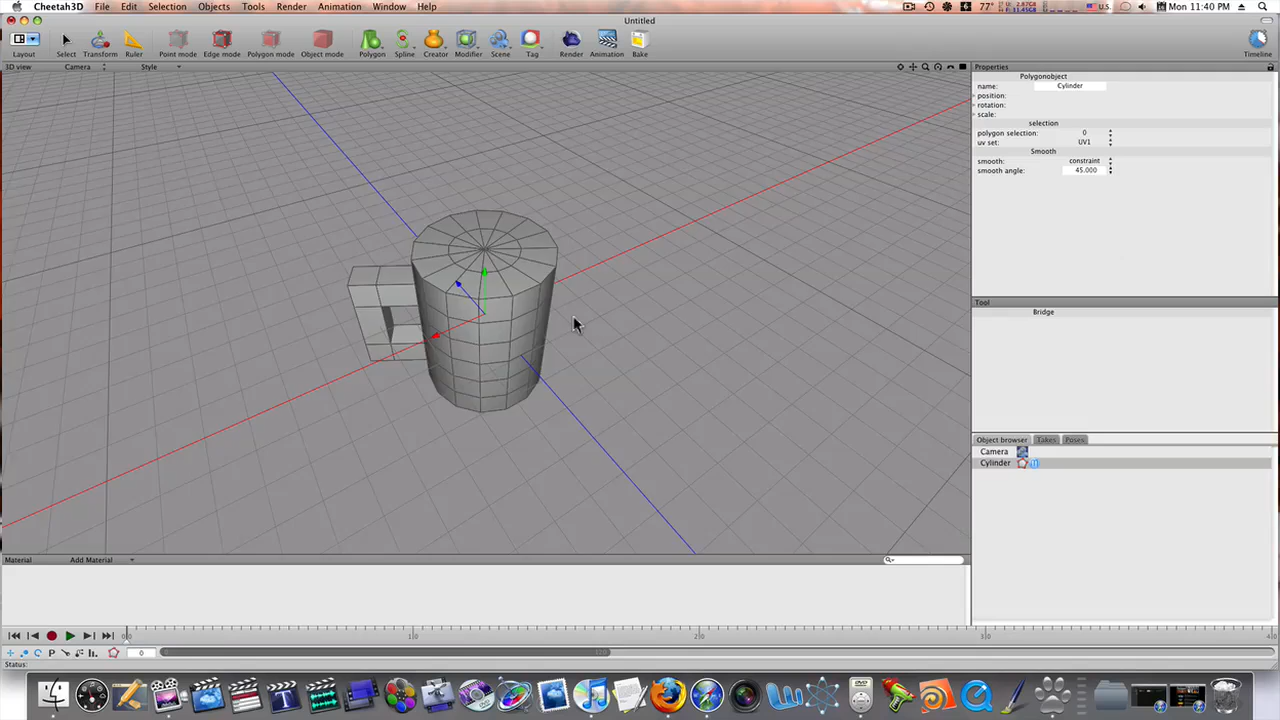 Cheetah3D File Edit Selection Objects Tools Render Animation Window Help 77° U.S. Mon 11:40 PM
Untitled
Layout Select Transform Ruler Point mode Edge mode Polygon mode Object mode Polygon Spline Creator Modifier Scene Tag Render Animation Bake Timeline
3D view Camera Style
Properties
Polygonobject
name: Cylinder
position:
rotation:
scale:
selection
polygon selection: 0
uv set: UV1
Smooth
smooth: constraint
smooth angle: 45.000
Tool
Bridge
Object browser Takes Poses
Camera
Cylinder
Material Add Material
0
Status: